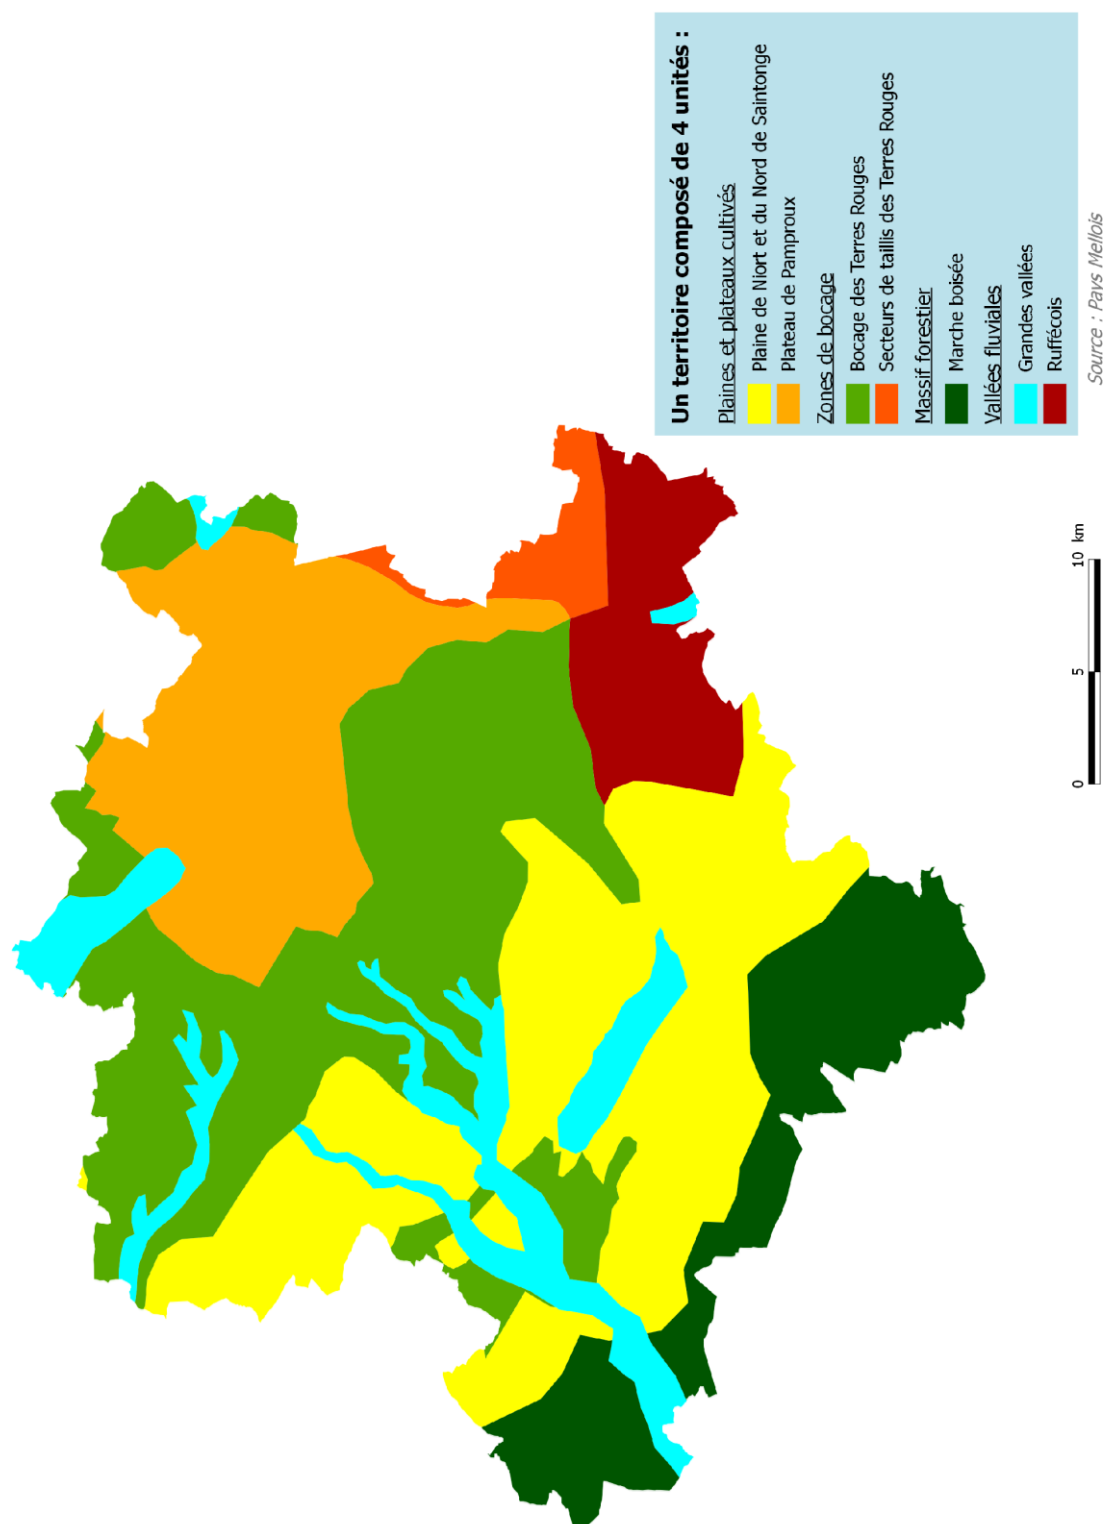 Un territoire composé de 4 unités :
Plaines et plateaux cultivés
Plaine de Niort et du Nord de Saintonge
Plateau de Pamproux
Zones de bocage
Bocage des Terres Rouges
Secteurs de taillis des Terres Rouges
Massif forestier
Marche boisée
Vallées fluviales
Grandes vallées
Ruffécois
0 5 10 km
Source : Pays Mellois